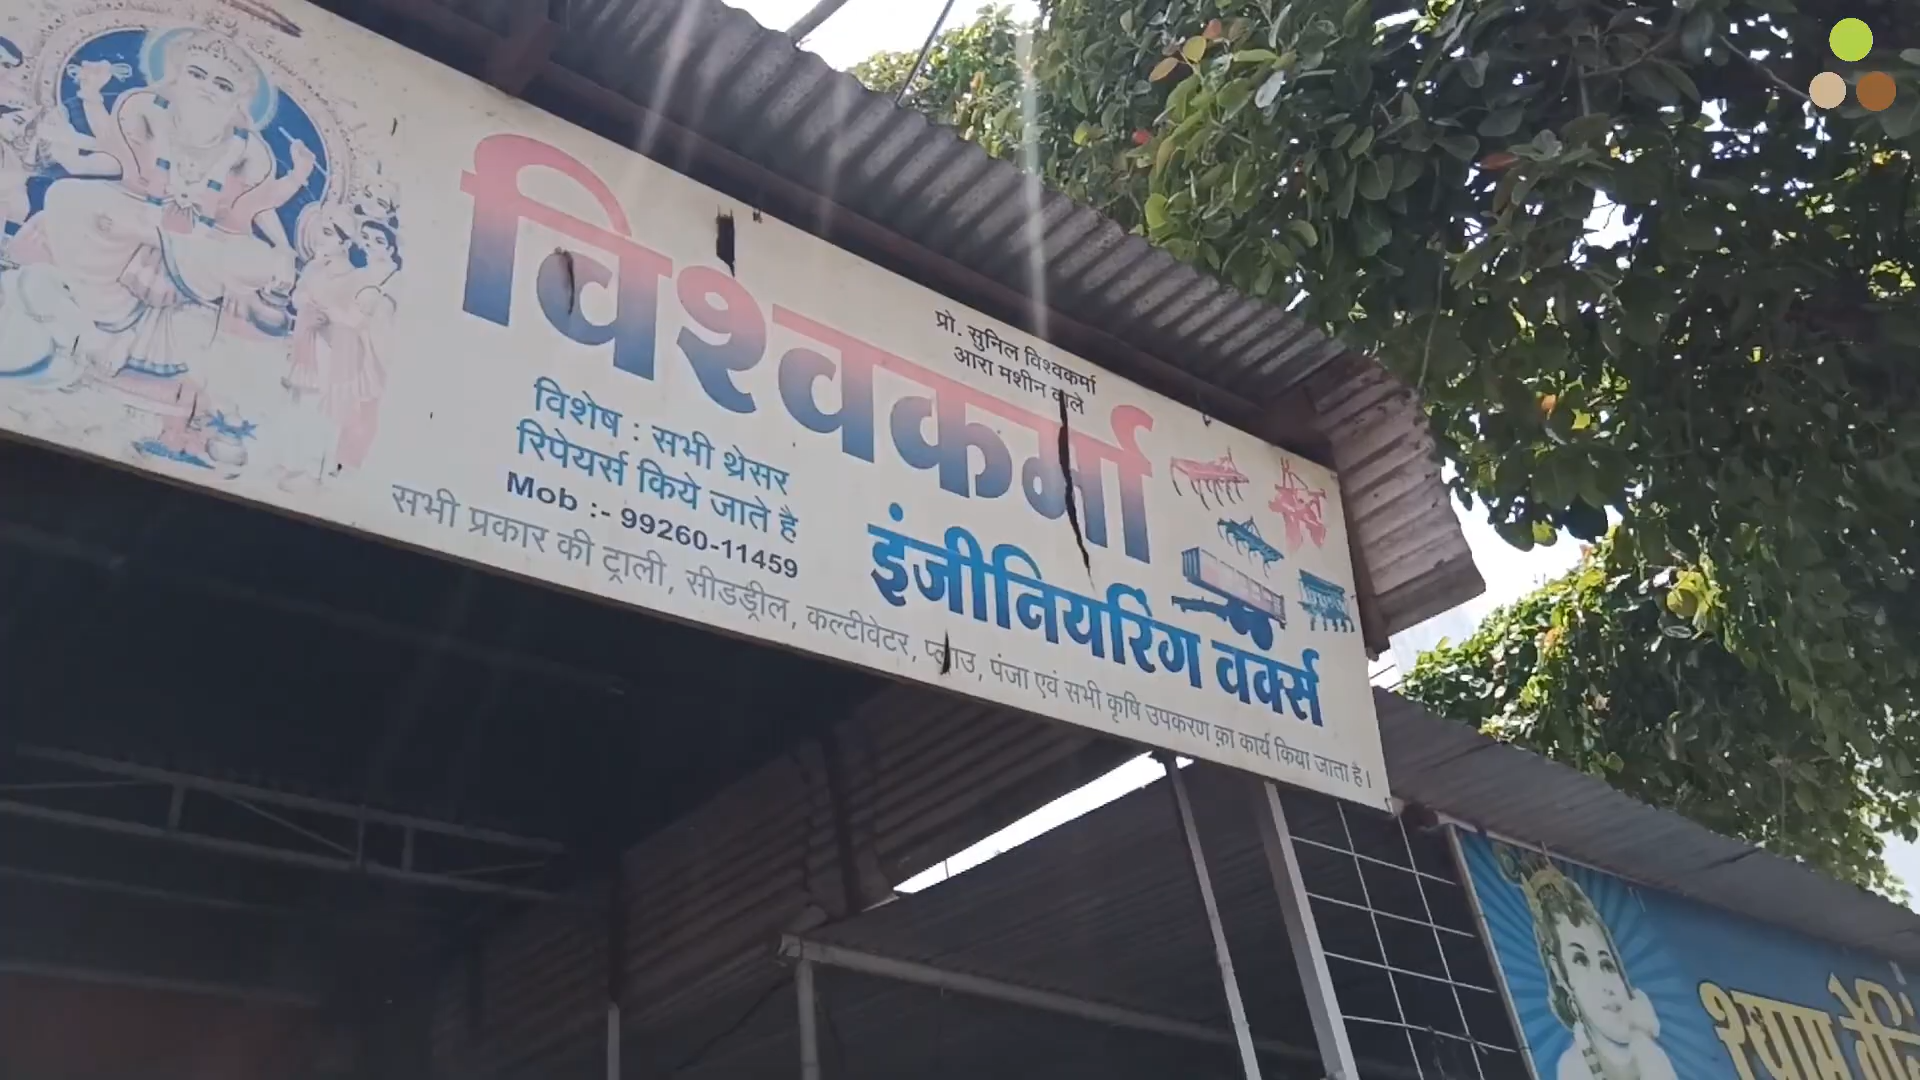 प्रो. सुनिल विश्वकर्मा
आरा मशीन वाले
विश्वकर्मा
इंजीनियरिंग वर्क्स
विशेष : सभी थ्रेसर
रिपेयर्स किये जाते है
Mob :- 99260-11459
सभी प्रकार की ट्राली, सीडड्रील, कल्टीवेटर, प्लाउ, पंजा एवं सभी कृषि उपकरण का कार्य किया जाता है।
श्याम